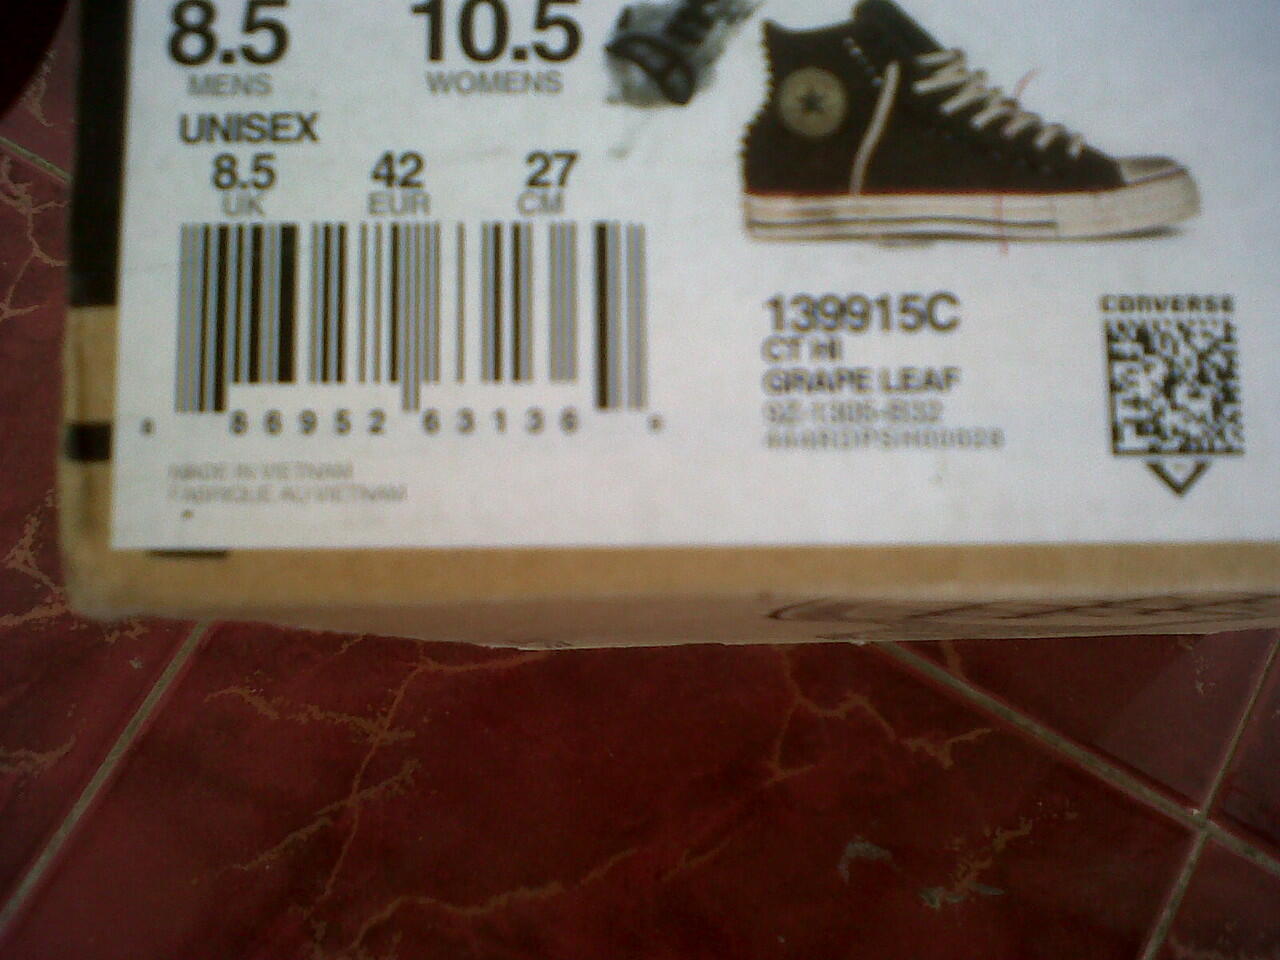 8.5 10.5
MENS WOMENS
UNISEX
8.5 42 27
UK EUR CM
86952 63136
MADE IN VIETNAM
FABRIQUE AU VIETNAM
139915C
CT HI
GRAPE LEAF
CONVERSE